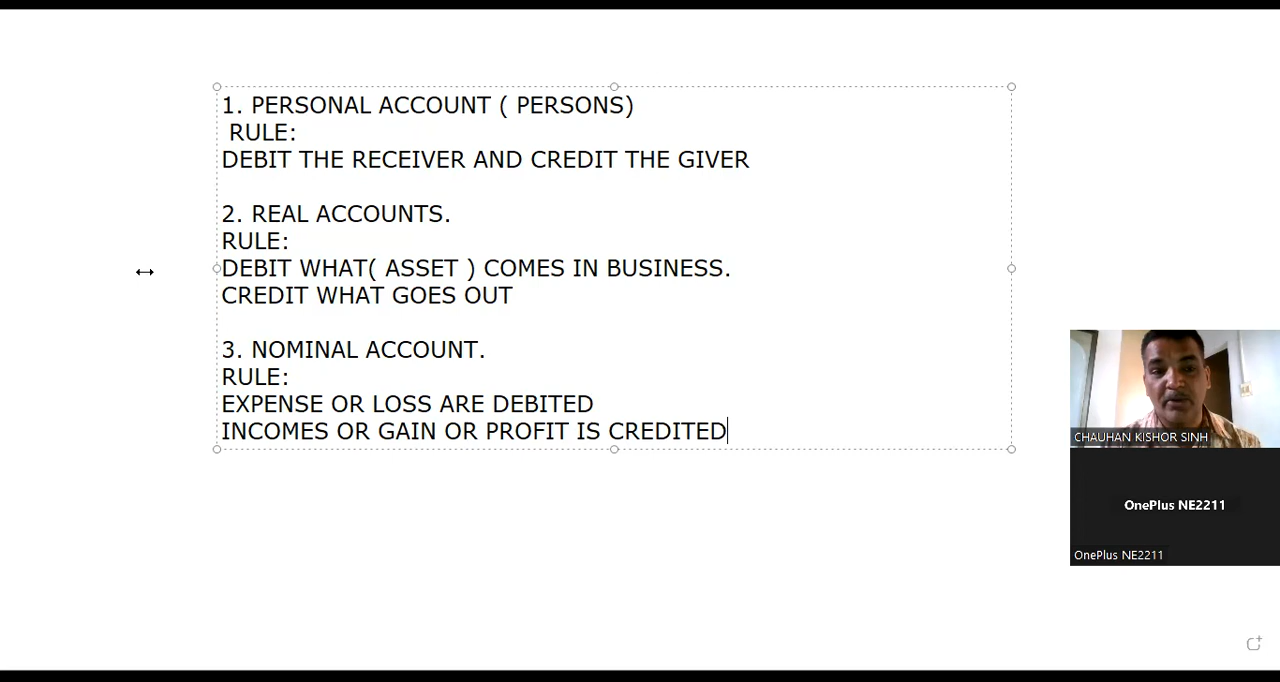 1. PERSONAL ACCOUNT ( PERSONS)
RULE:
DEBIT THE RECEIVER AND CREDIT THE GIVER
2. REAL ACCOUNTS.
RULE:
DEBIT WHAT( ASSET ) COMES IN BUSINESS.
CREDIT WHAT GOES OUT
3. NOMINAL ACCOUNT.
RULE:
EXPENSE OR LOSS ARE DEBITED
INCOMES OR GAIN OR PROFIT IS CREDITED
CHAUHAN KISHOR SINH
OnePlus NE2211
OnePlus NE2211